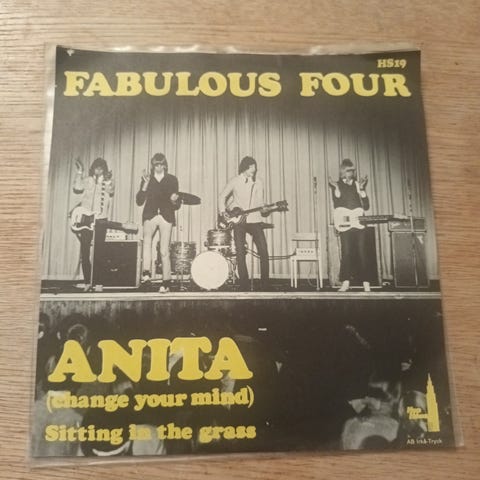 HS19
FABULOUS FOUR
ANITA
(change your mind)
Sitting in the grass
AB Irkå-Tryck